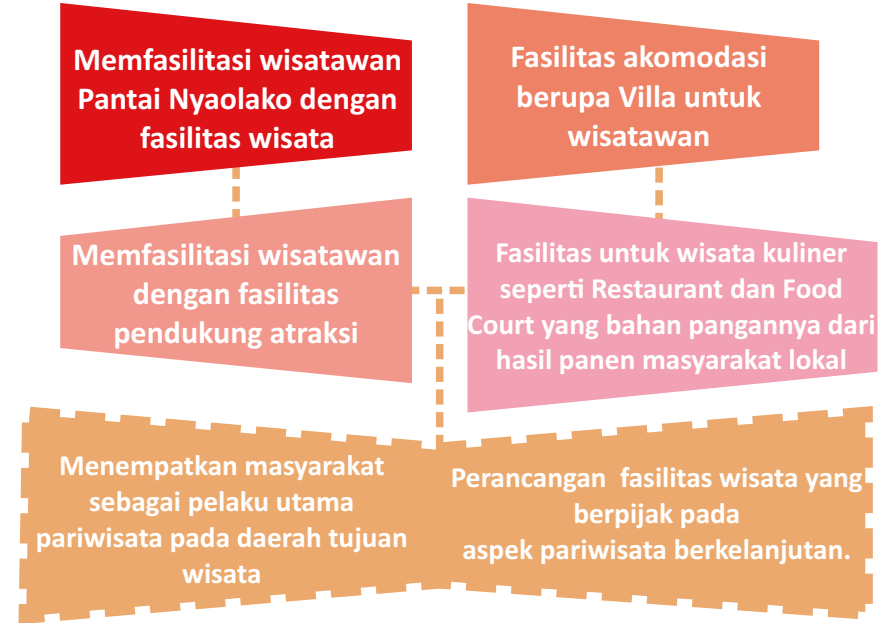 Memfasilitasi wisatawan
Pantai Nyaolako dengan
fasilitas wisata
Fasilitas akomodasi
berupa Villa untuk
wisatawan
Memfasilitasi wisatawan
dengan fasilitas
pendukung atraksi
Fasilitas untuk wisata kuliner
seperti Restaurant dan Food
Court yang bahan pangannya dari
hasil panen masyarakat lokal
Menempatkan masyarakat
sebagai pelaku utama
pariwisata pada daerah tujuan
wisata
Perancangan fasilitas wisata yang
berpijak pada
aspek pariwisata berkelanjutan.